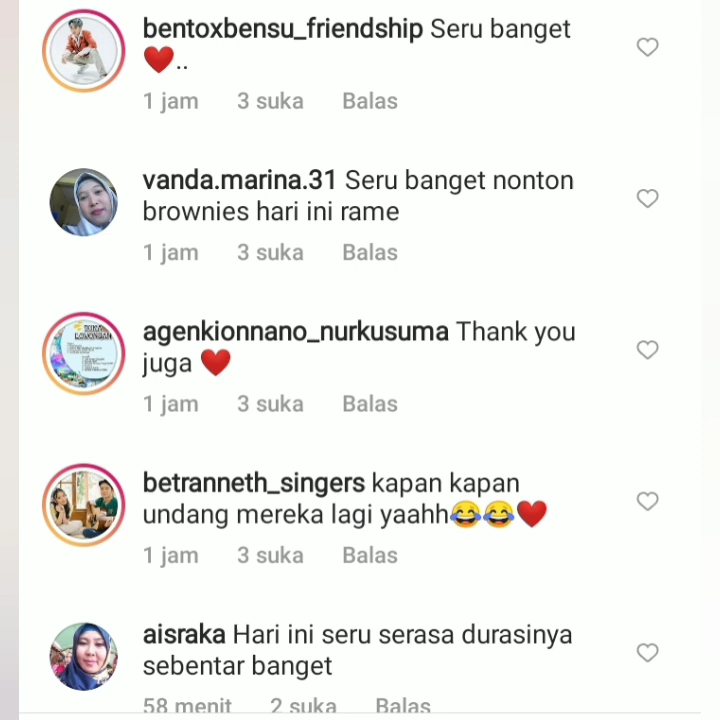 bentoxbensu_friendship Seru banget
❤️..
1 jam 3 suka Balas
vanda.marina.31 Seru banget nonton
brownies hari ini rame
1 jam 3 suka Balas
agenkionnano_nurkusuma Thank you
juga ❤️
1 jam 3 suka Balas
betranneth_singers kapan kapan
undang mereka lagi yaahh😂😂❤️
1 jam 3 suka Balas
aisraka Hari ini seru serasa durasinya
sebentar banget
58 menit 2 suka Balas